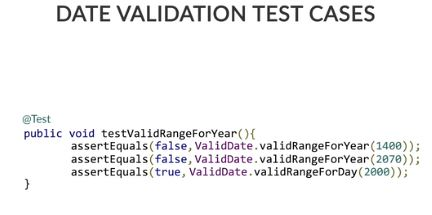 DATE VALIDATION TEST CASES
@Test
public void testValidRangeForYear(){
assertEquals(false,ValidDate.validRangeForYear(1400));
assertEquals(false,ValidDate.validRangeForYear(2070));
assertEquals(true,ValidDate.validRangeForDay(2000));
}